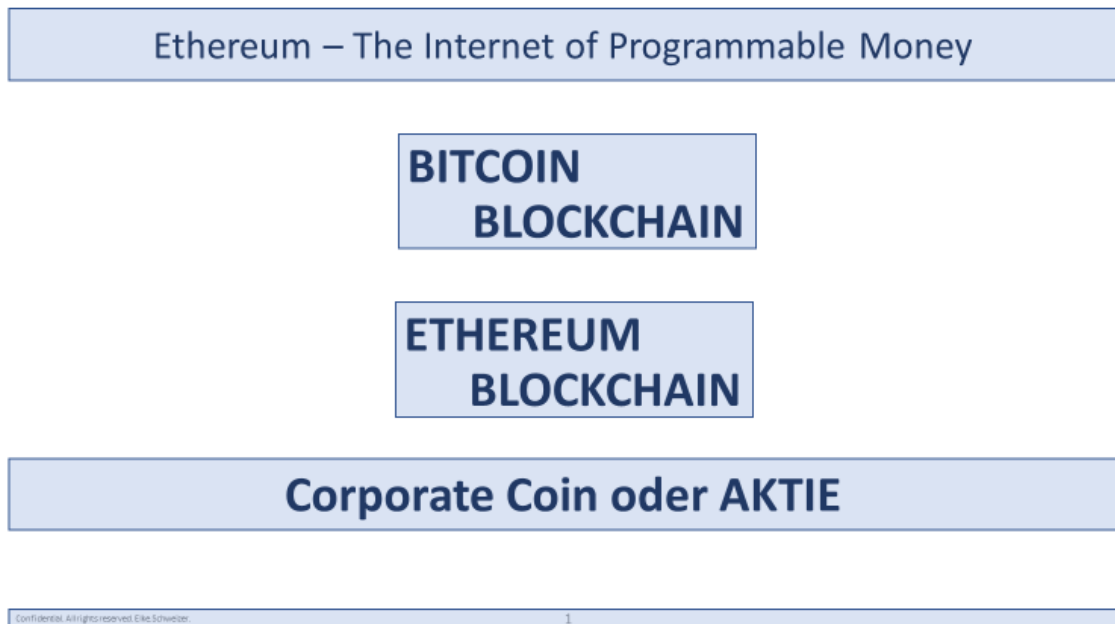 Ethereum – The Internet of Programmable Money
BITCOIN
BLOCKCHAIN
ETHEREUM
BLOCKCHAIN
Corporate Coin oder AKTIE
Confidential. All rights reserved. Elke Schweizer.
1